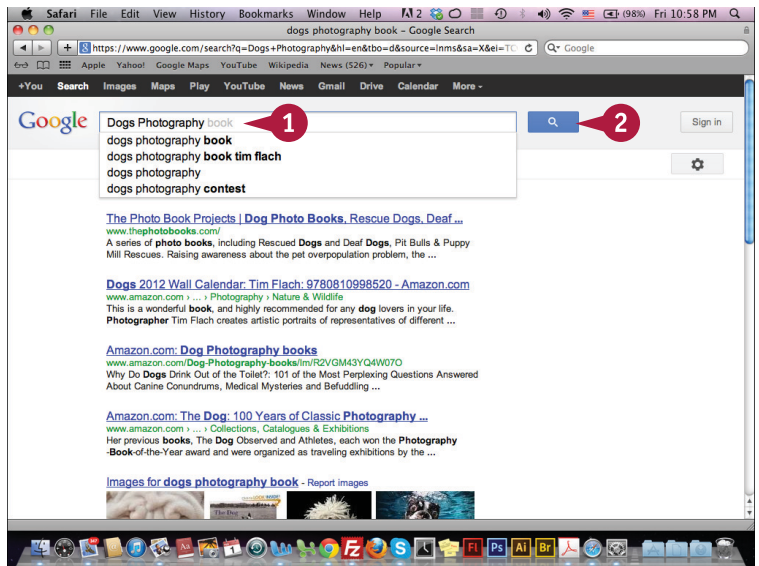 Safari File Edit View History Bookmarks Window Help 2 (98%) Fri 10:58 PM
dogs photography book – Google Search
https://www.google.com/search?q=Dogs+Photography&hl=en&tbo=d&source=lnms&sa=X&ei=TC Google
Apple Yahoo! Google Maps YouTube Wikipedia News (526) Popular
+You Search Images Maps Play YouTube News Gmail Drive Calendar More
Google Dogs Photography book 1 2 Sign in
dogs photography book
dogs photography book tim flach
dogs photography
dogs photography contest
The Photo Book Projects | Dog Photo Books, Rescue Dogs, Deaf ...
www.thephotobooks.com/
A series of photo books, including Rescued Dogs and Deaf Dogs, Pit Bulls & Puppy
Mill Rescues. Raising awareness about the pet overpopulation problem, the ...
Dogs 2012 Wall Calendar: Tim Flach: 9780810998520 - Amazon.com
www.amazon.com › ... › Photography › Nature & Wildlife
This is a wonderful book, and highly recommended for any dog lovers in your life.
Photographer Tim Flach creates artistic portraits of representatives of different ...
Amazon.com: Dog Photography books
www.amazon.com/Dog-Photography-books/lm/R2VGM43YQ4W07O
Why Do Dogs Drink Out of the Toilet?: 101 of the Most Perplexing Questions Answered
About Canine Conundrums, Medical Mysteries and Befuddling ...
Amazon.com: The Dog: 100 Years of Classic Photography ...
www.amazon.com › ... › Collections, Catalogues & Exhibitions
Her previous books, The Dog Observed and Athletes, each won the Photography
-Book-of-the-Year award and were organized as traveling exhibitions by the ...
Images for dogs photography book - Report images
LOOK INSIDE!
The Dog
Fl Ps Ai Br